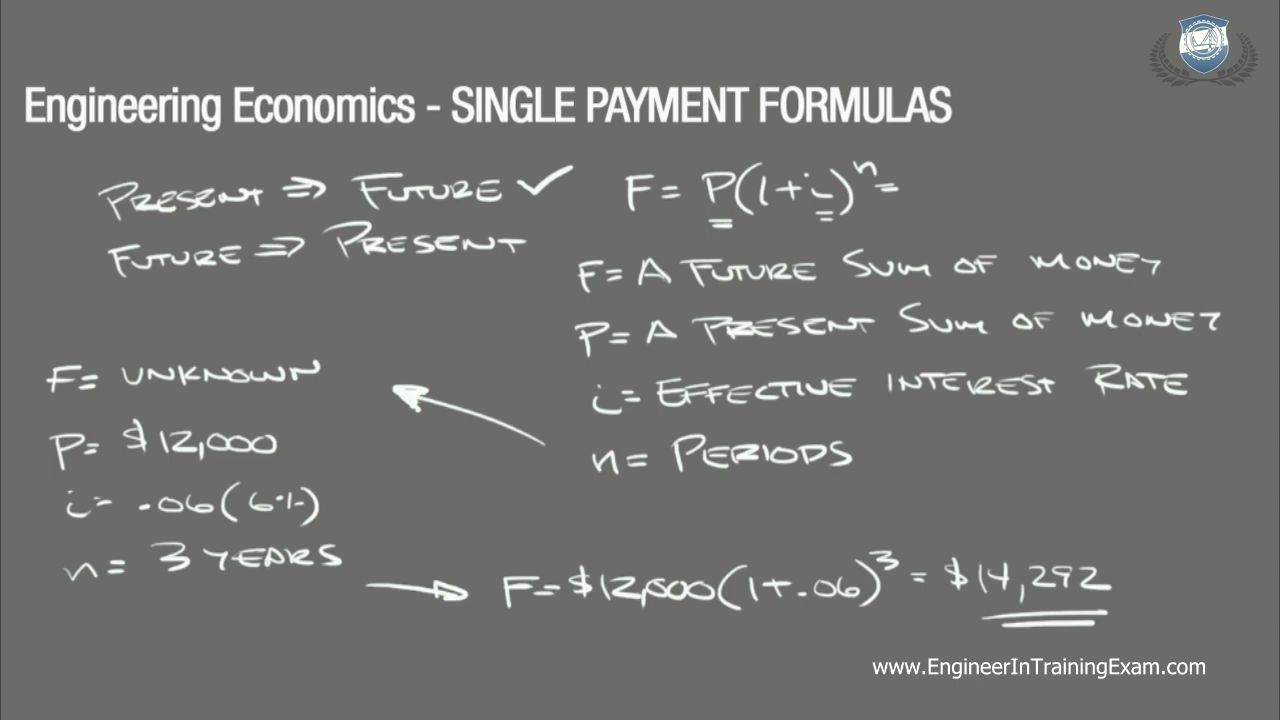 Engineering Economics - SINGLE PAYMENT FORMULAS
PRESENT ⇒ FUTURE ✓
F= P(1+i)ⁿ
FUTURE ⇒ PRESENT
F= A FUTURE SUM OF MONEY
P= A PRESENT SUM OF MONEY
i= EFFECTIVE INTEREST RATE
n= PERIODS
F= UNKNOWN
P= $12,000
i= .06(6%)
n= 3 YEARS
F=$12,000(1+.06)³ = $14,292
www.EngineerInTrainingExam.com